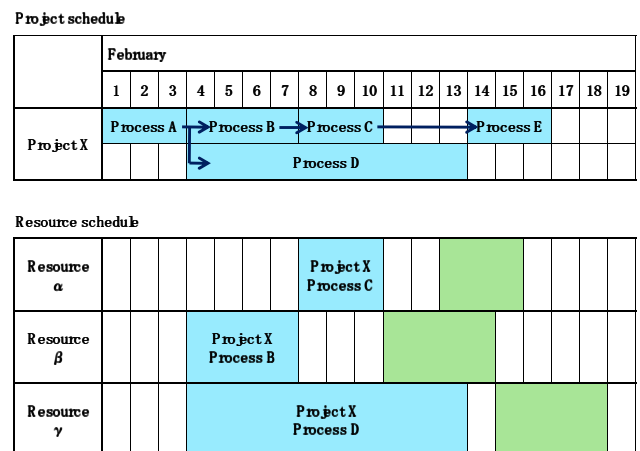 Project schedule
February
1 2 3 4 5 6 7 8 9 10 11 12 13 14 15 16 17 18 19
Project X
Process A
Process B
Process C
Process E
Process D
Resource schedule
Resource
α
Project X
Process C
Resource
β
Project X
Process B
Resource
γ
Project X
Process D